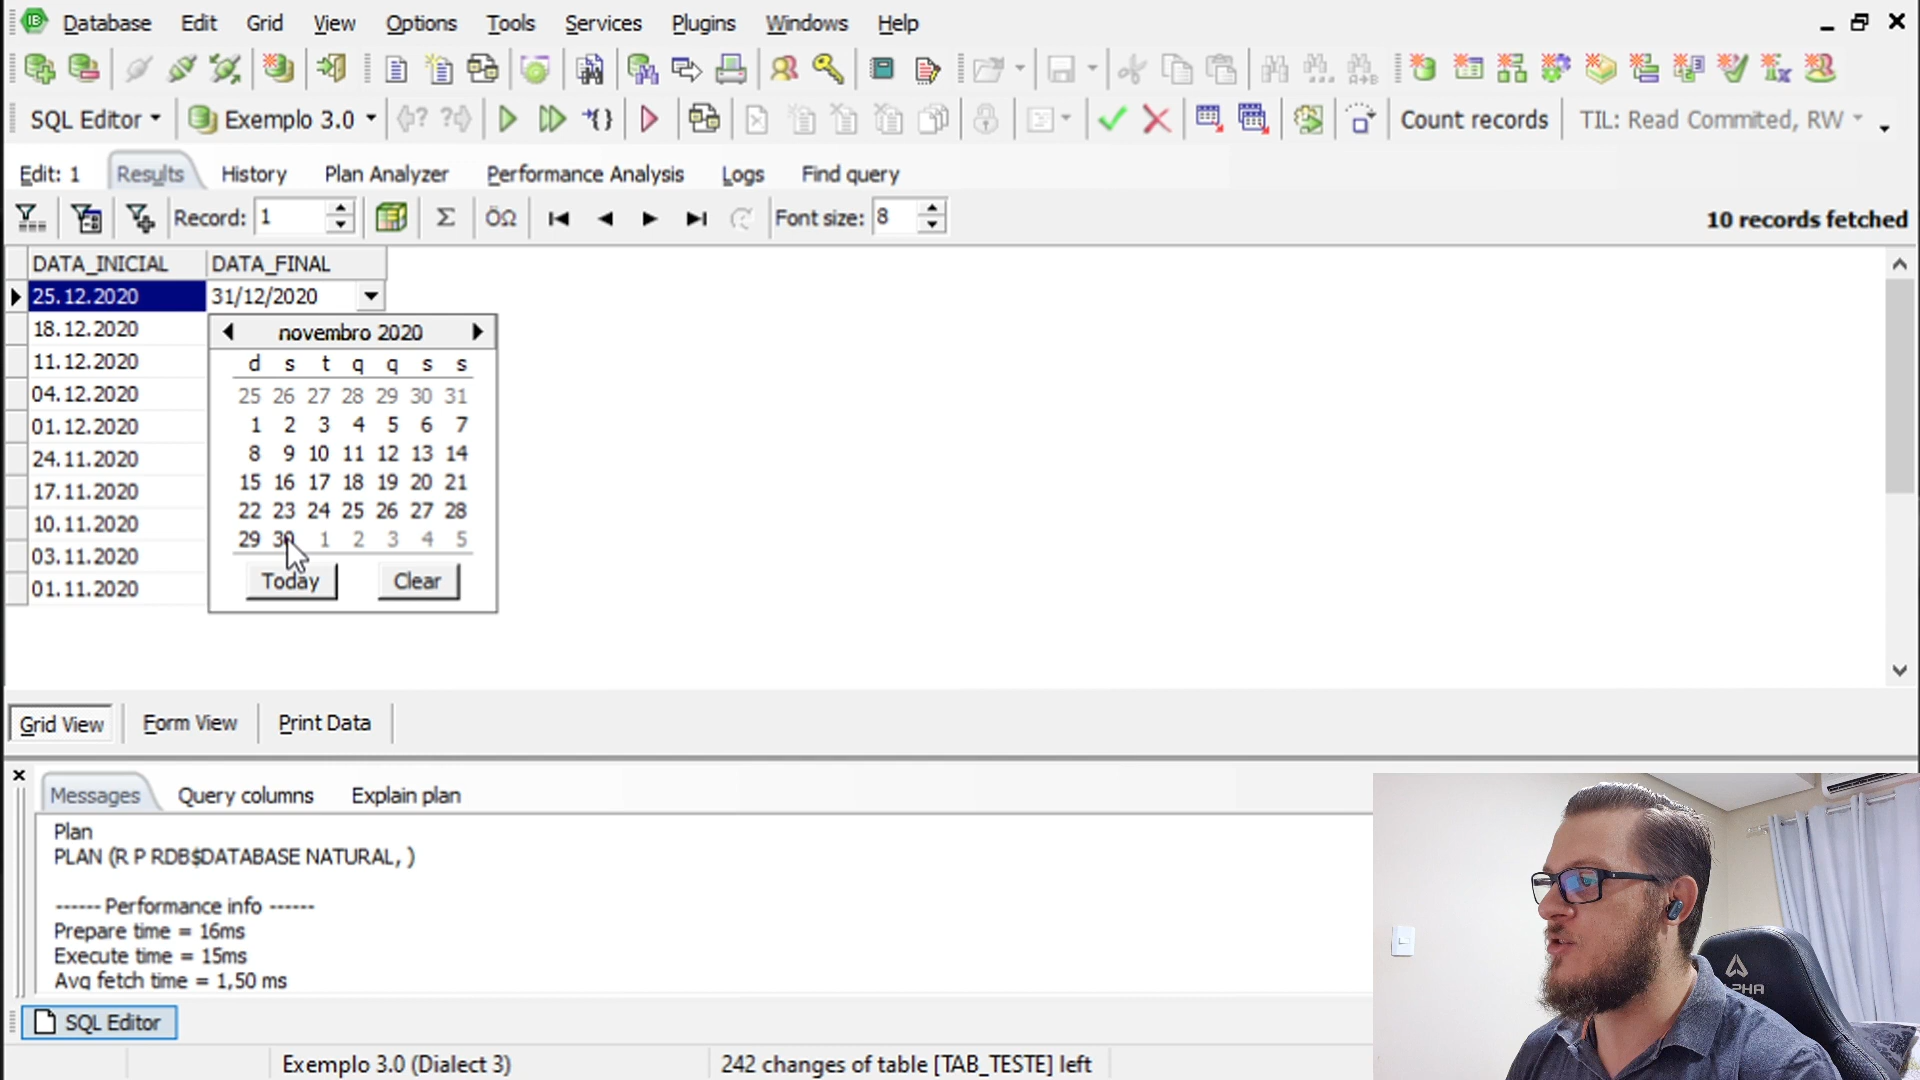 Database Edit Grid View Options Tools Services Plugins Windows Help
SQL Editor Exemplo 3.0 Count records TIL: Read Commited, RW
Edit: 1 Results History Plan Analyzer Performance Analysis Logs Find query
Record: 1 Σ ÖΩ Font size: 8 10 records fetched
DATA_INICIAL DATA_FINAL
25.12.2020 31/12/2020
18.12.2020
11.12.2020
04.12.2020
01.12.2020
24.11.2020
17.11.2020
10.11.2020
03.11.2020
01.11.2020
novembro 2020
d s t q q s s
25 26 27 28 29 30 31
1 2 3 4 5 6 7
8 9 10 11 12 13 14
15 16 17 18 19 20 21
22 23 24 25 26 27 28
29 30 1 2 3 4 5
Today Clear
Grid View Form View Print Data
Messages Query columns Explain plan
Plan
PLAN (R P RDB$DATABASE NATURAL, )
------ Performance info ------
Prepare time = 16ms
Execute time = 15ms
Avg fetch time = 1,50 ms
SQL Editor
Exemplo 3.0 (Dialect 3) 242 changes of table [TAB_TESTE] left